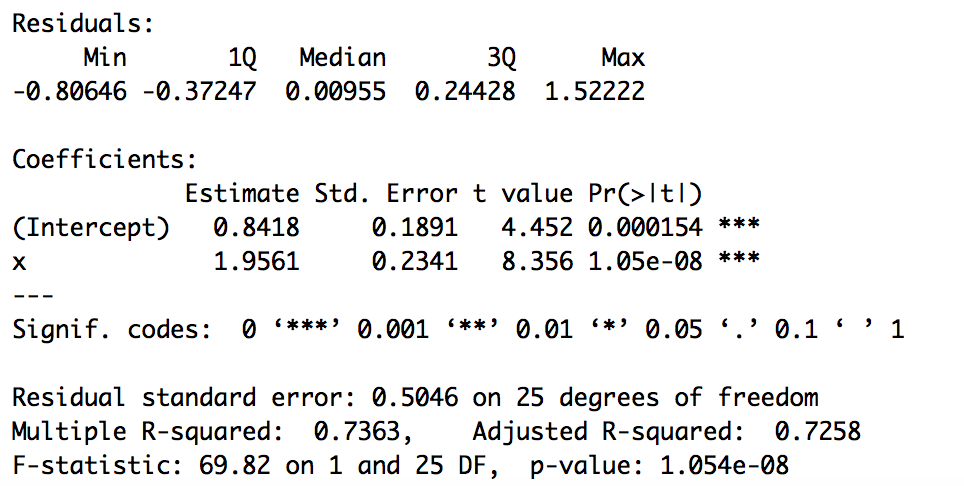 Residuals:
     Min       1Q   Median       3Q      Max
-0.80646 -0.37247  0.00955  0.24428  1.52222

Coefficients:
            Estimate Std. Error t value Pr(>|t|)
(Intercept)   0.8418     0.1891   4.452 0.000154 ***
x             1.9561     0.2341   8.356 1.05e-08 ***
---
Signif. codes:  0 ‘***’ 0.001 ‘**’ 0.01 ‘*’ 0.05 ‘.’ 0.1 ‘ ’ 1

Residual standard error: 0.5046 on 25 degrees of freedom
Multiple R-squared:  0.7363,    Adjusted R-squared:  0.7258
F-statistic: 69.82 on 1 and 25 DF,  p-value: 1.054e-08